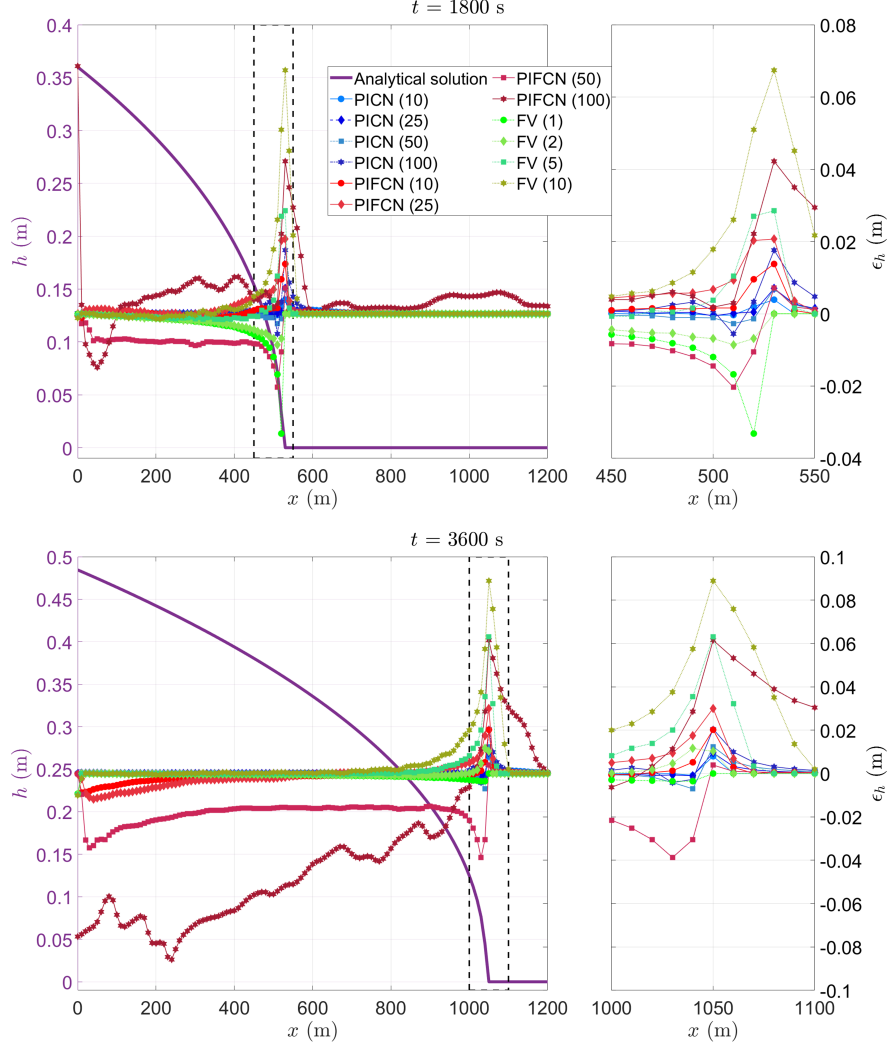 t = 1800 s
0.4
0.35
0.3
0.25
0.2
0.15
0.1
0.05
0
h (m)
0 200 400 600 800 1000 1200
x (m)
Analytical solution
PICN (10)
PICN (25)
PICN (50)
PICN (100)
PIFCN (10)
PIFCN (25)
PIFCN (50)
PIFCN (100)
FV (1)
FV (2)
FV (5)
FV (10)
0.08
0.06
0.04
0.02
0
-0.02
-0.04
ϵh (m)
450 500 550
x (m)
t = 3600 s
0.5
0.45
0.4
0.35
0.3
0.25
0.2
0.15
0.1
0.05
0
h (m)
0 200 400 600 800 1000 1200
x (m)
0.1
0.08
0.06
0.04
0.02
0
-0.02
-0.04
-0.06
-0.08
-0.1
ϵh (m)
1000 1050 1100
x (m)